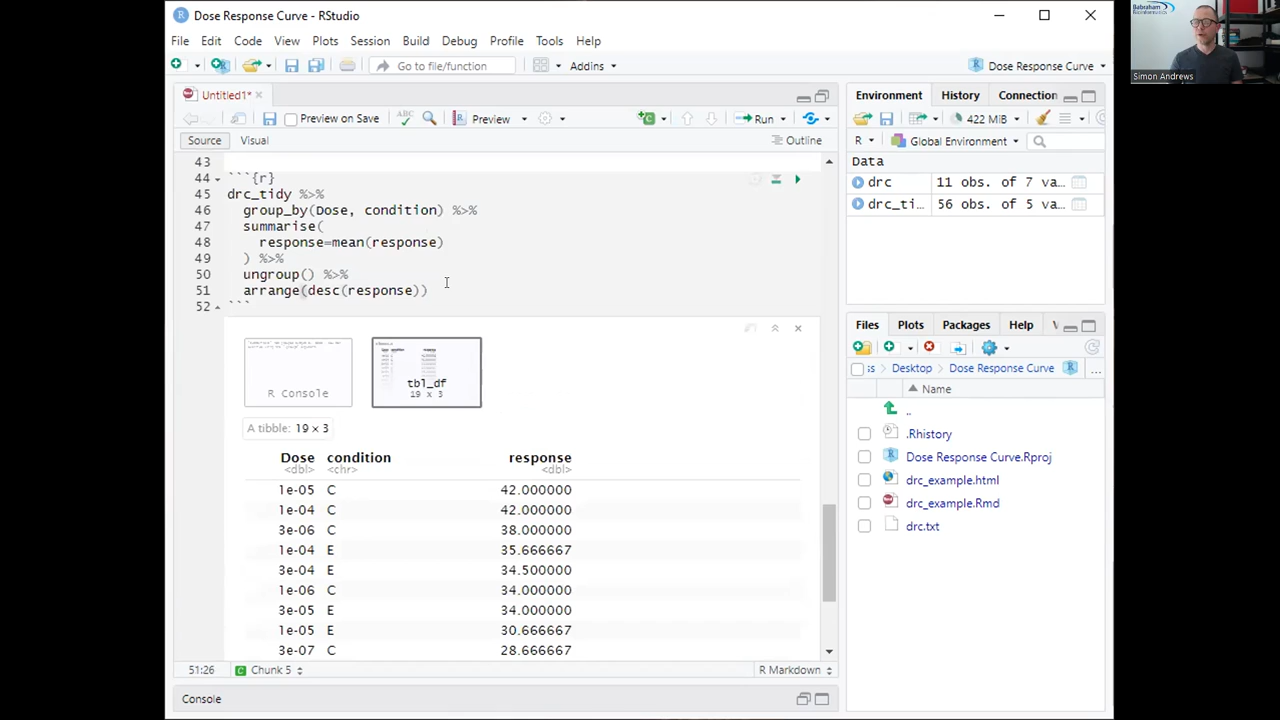 Dose Response Curve - RStudio
File Edit Code View Plots Session Build Debug Profile Tools Help
Go to file/function
Addins
Dose Response Curve
Untitled1*
Preview on Save
ABC
Preview
Run
Source Visual
Outline
43
44 ```{r}
45 drc_tidy %>%
46 group_by(Dose, condition) %>%
47 summarise(
48 response=mean(response)
49 ) %>%
50 ungroup() %>%
51 arrange(desc(response))
52 ```
R Console
tbl_df
19 x 3
A tibble: 19 × 3
Dose condition response
<dbl> <chr> <dbl>
1e-05 C 42.000000
1e-04 C 42.000000
3e-06 C 38.000000
1e-04 E 35.666667
3e-04 E 34.500000
1e-06 C 34.000000
3e-05 E 34.000000
1e-05 E 30.666667
3e-07 C 28.666667
51:26 Chunk 5 R Markdown
Console
Environment History Connection
422 MiB
R Global Environment
Data
drc 11 obs. of 7 va…
drc_ti… 56 obs. of 5 va…
Files Plots Packages Help
ss Desktop Dose Response Curve
...
Name
..
.Rhistory
Dose Response Curve.Rproj
drc_example.html
drc_example.Rmd
drc.txt
Babraham
Simon Andrews